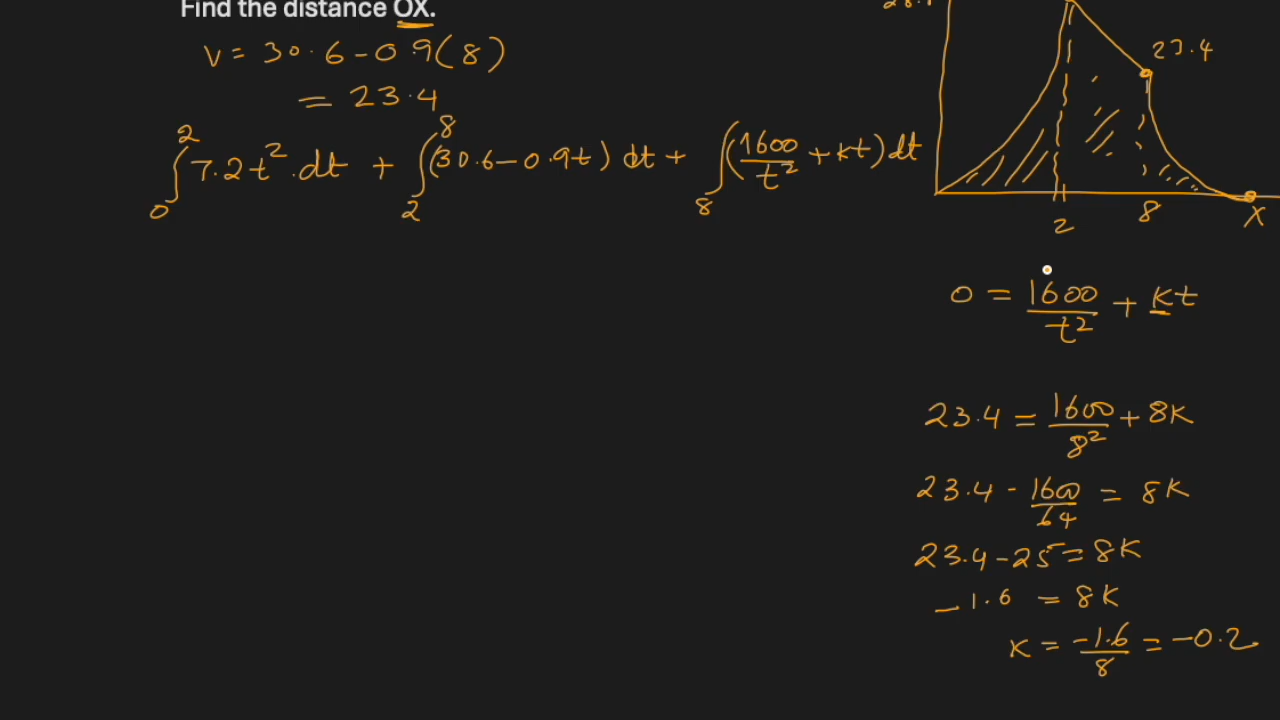 Find the distance OX.
v = 30.6 - 0.9(8)
= 23.4
∫₀² 7.2t² . dt + ∫₂⁸ (30.6 - 0.9t) dt + ∫₈ (1600/t² + kt) dt
23.4
2 8 X
0 = 1600/t² + kt
23.4 = 1600/8² + 8k
23.4 - 1600/64 = 8k
23.4 - 25 = 8k
-1.6 = 8k
k = -1.6/8 = -0.2